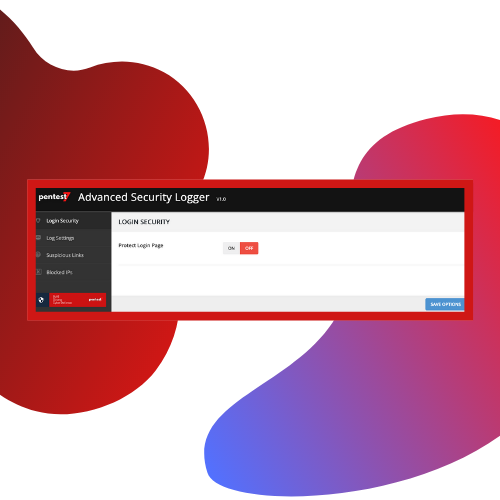 pentest Advanced Security Logger V1.0
Login Security
LOGIN SECURITY
Log Settings
Protect Login Page ON OFF
Suspicious Links
Blocked IPs
pentest
SAVE OPTIONS